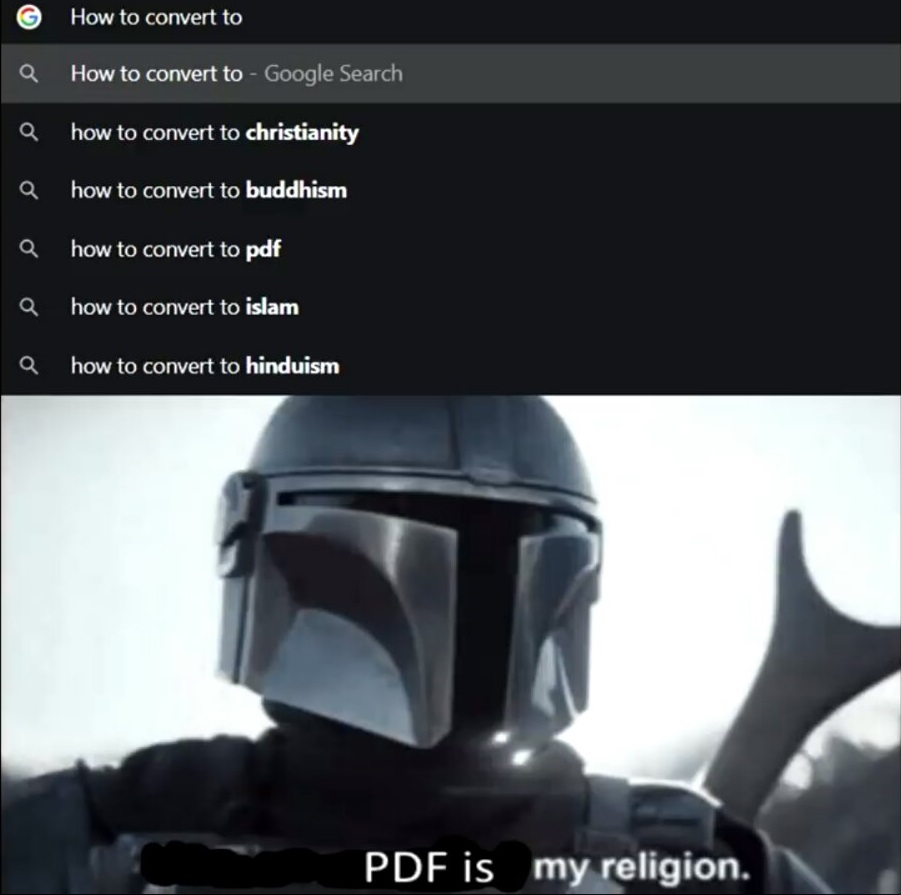 How to convert to
How to convert to - Google Search
how to convert to christianity
how to convert to buddhism
how to convert to pdf
how to convert to islam
how to convert to hinduism
PDF is my religion.